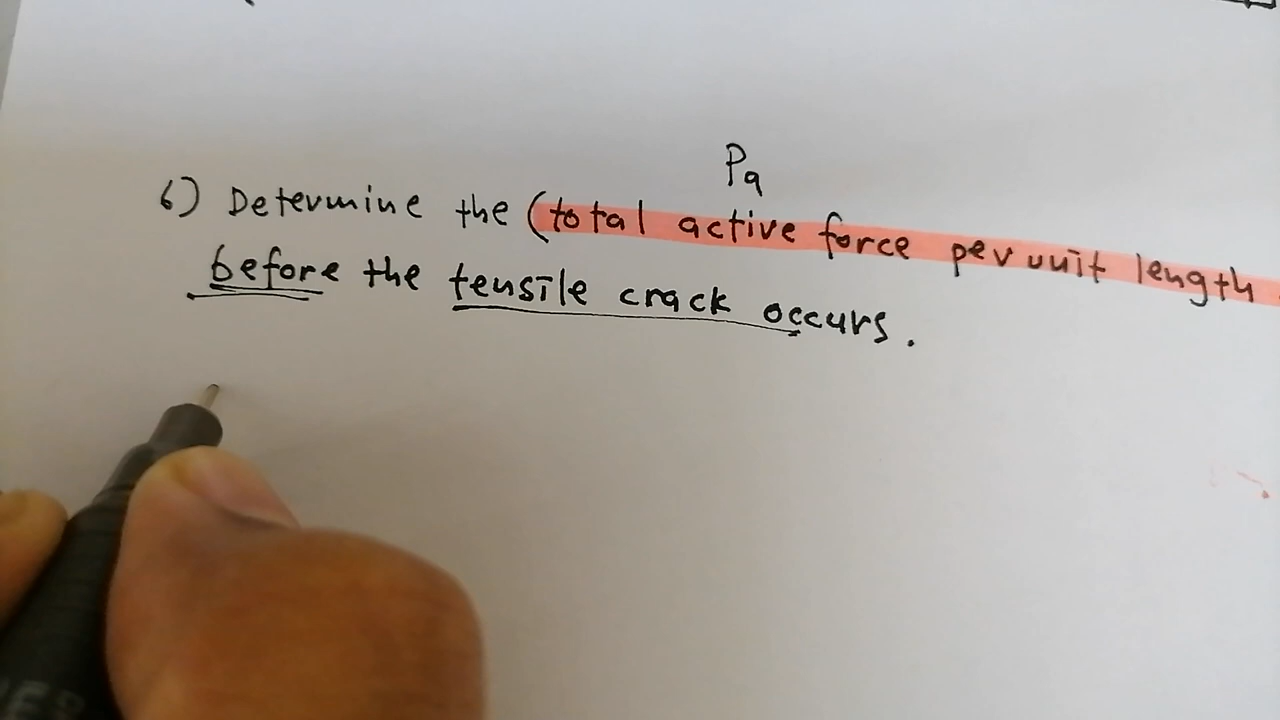 Pa
6) Determine the (total active force per unit length
before the tensile crack occurs.